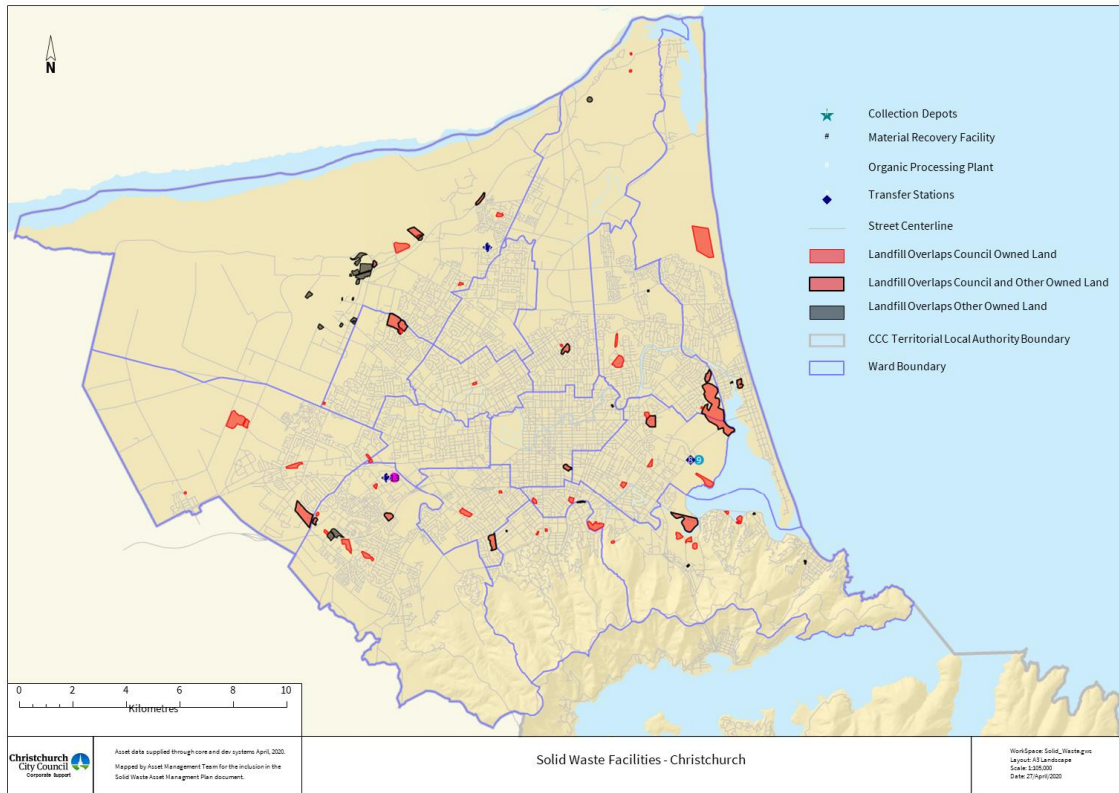 N
Collection Depots
# Material Recovery Facility
Organic Processing Plant
Transfer Stations
Street Centerline
Landfill Overlaps Council Owned Land
Landfill Overlaps Council and Other Owned Land
Landfill Overlaps Other Owned Land
CCC Territorial Local Authority Boundary
Ward Boundary
0 2 4 6 8 10
Kilometres
Christchurch
City Council
Corporate Support
Asset data supplied through core and dev systems April, 2020.
Mapped by Asset Management Team for the inclusion in the
Solid Waste Asset Managment Plan document.
Solid Waste Facilities - Christchurch
WorkSpace: Solid_Waste.gws
Layout: A3 Landscape
Scale: 1:105,000
Date: 27/April/2020